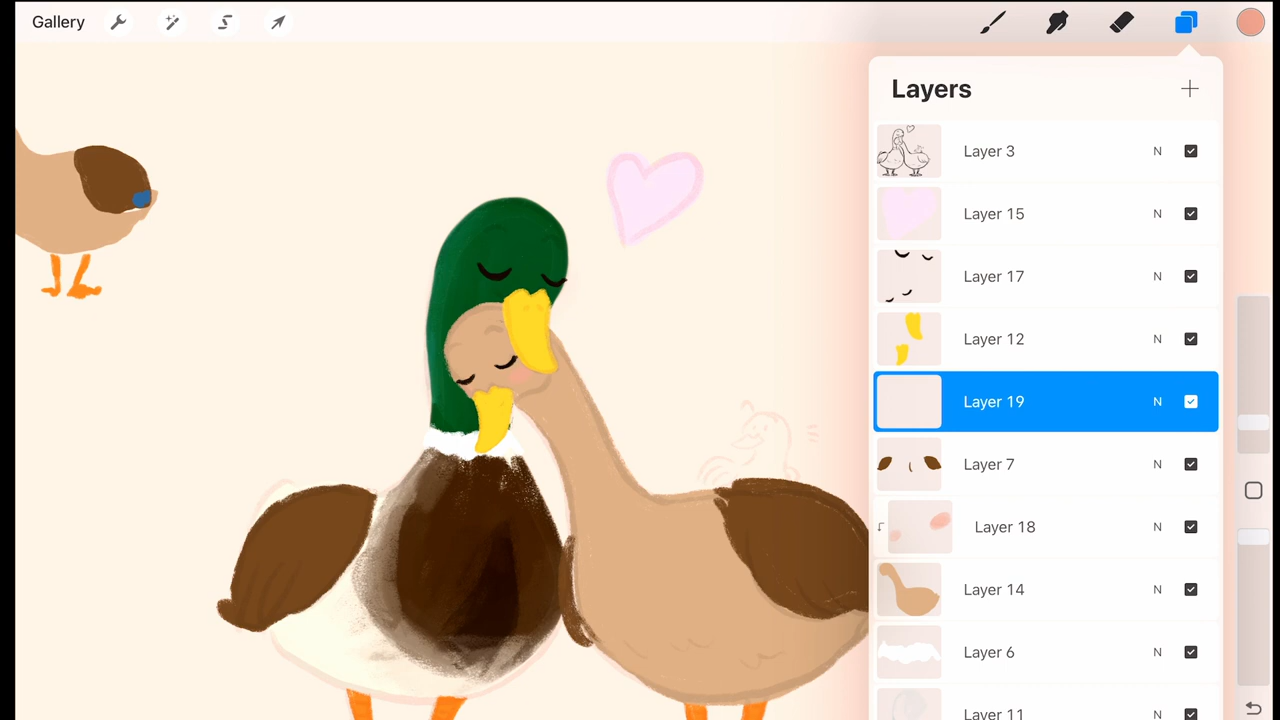 Gallery
Layers
Layer 3 N
Layer 15 N
Layer 17 N
Layer 12 N
Layer 19 N
Layer 7 N
Layer 18 N
Layer 14 N
Layer 6 N
Layer 11 N